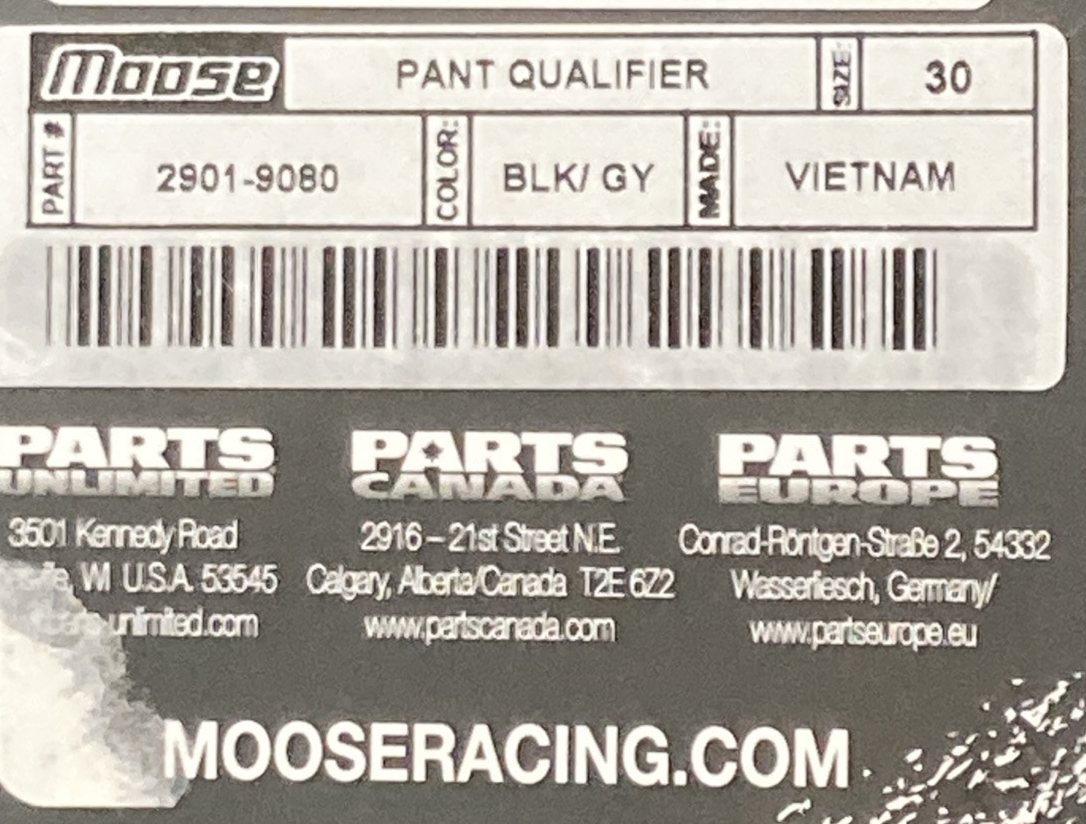 Moose PANT QUALIFIER SIZE: 30
PART # 2901-9080 COLOR: BLK/ GY MADE: VIETNAM
PARTS UNLIMITED
3501 Kennedy Road
WI U.S.A. 53545
unlimited.com
PARTS CANADA
2916 – 21st Street N.E.
Calgary, Alberta/Canada T2E 6Z2
www.partscanada.com
PARTS EUROPE
Conrad-Röntgen-Straße 2, 54332
Wasserliesch, Germany/
www.partseurope.eu
MOOSERACING.COM